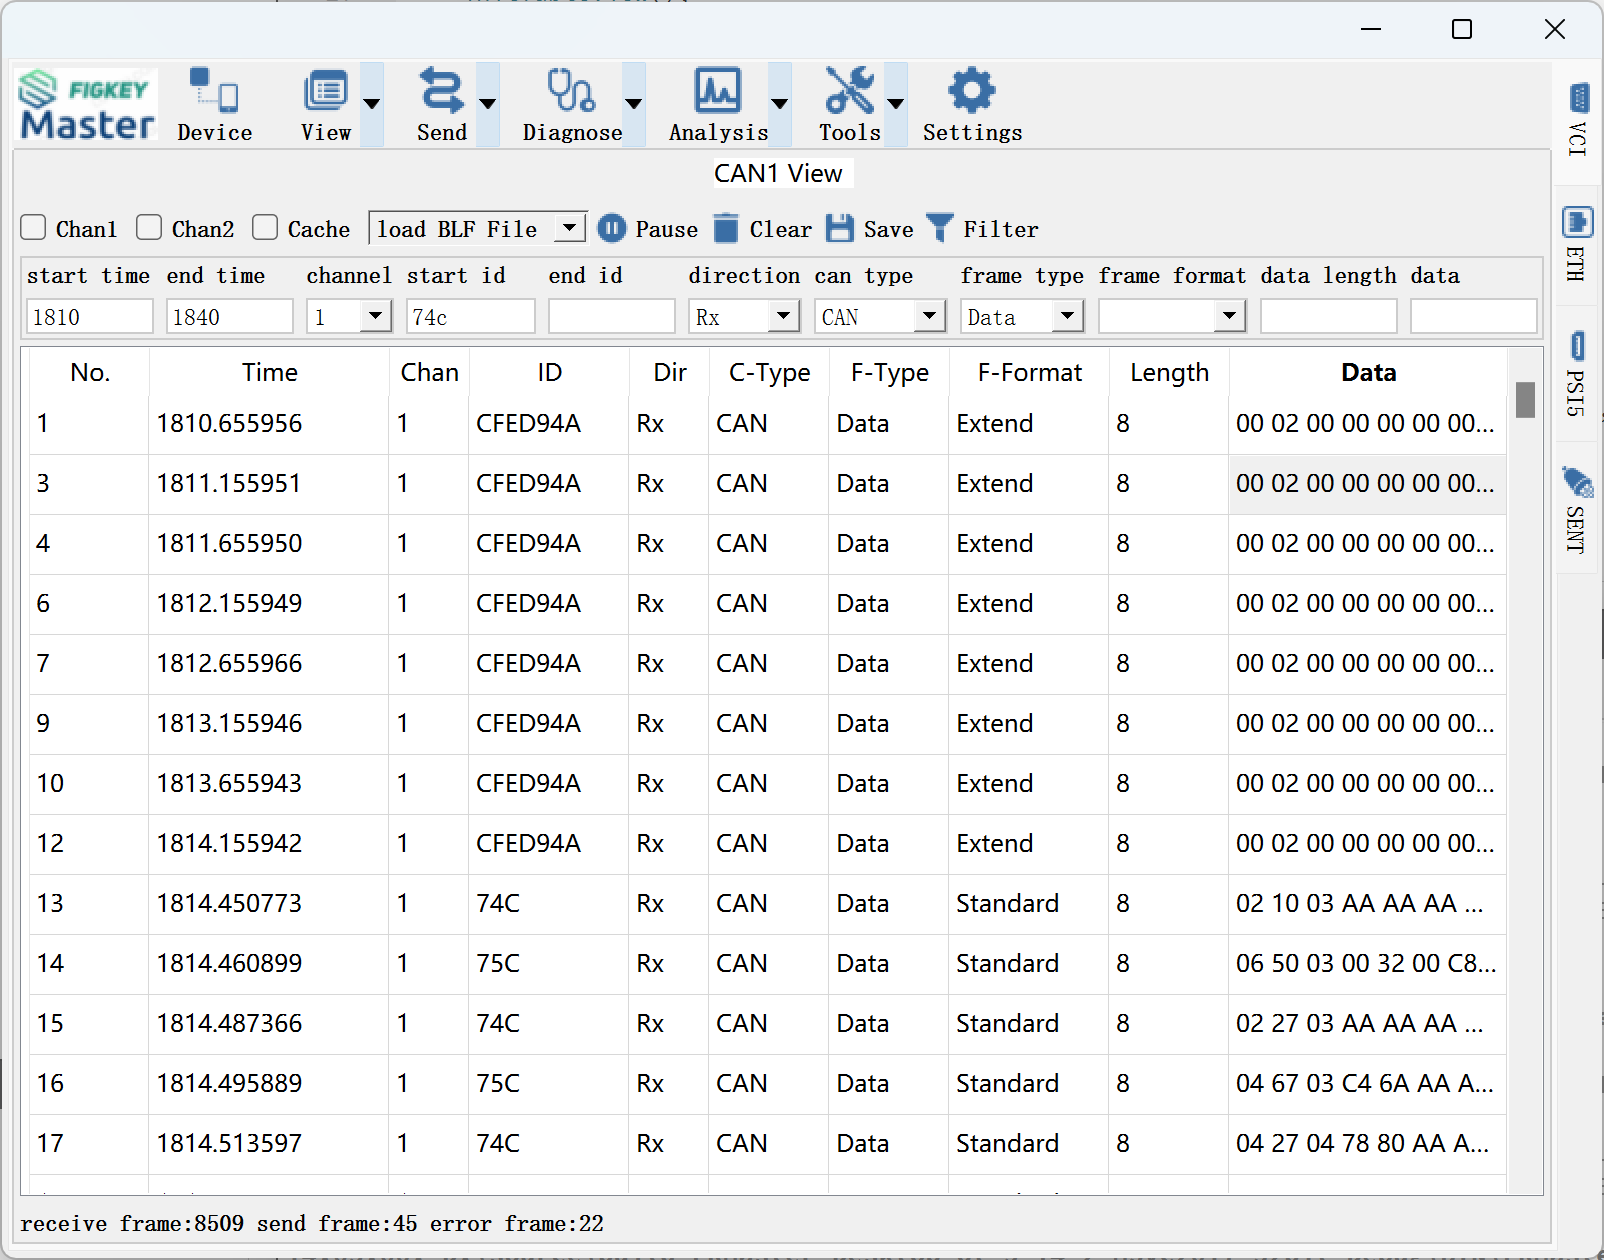 FIGKEY
Master
Device View Send Diagnose Analysis Tools Settings
CAN1 View
Chan1 Chan2 Cache load BLF File Pause Clear Save Filter
start time end time channel start id end id direction can type frame type frame format data length data
1810 1840 1 74c Rx CAN Data
No. Time Chan ID Dir C-Type F-Type F-Format Length Data
1 1810.655956 1 CFED94A Rx CAN Data Extend 8 00 02 00 00 00 00 00...
3 1811.155951 1 CFED94A Rx CAN Data Extend 8 00 02 00 00 00 00 00...
4 1811.655950 1 CFED94A Rx CAN Data Extend 8 00 02 00 00 00 00 00...
6 1812.155949 1 CFED94A Rx CAN Data Extend 8 00 02 00 00 00 00 00...
7 1812.655966 1 CFED94A Rx CAN Data Extend 8 00 02 00 00 00 00 00...
9 1813.155946 1 CFED94A Rx CAN Data Extend 8 00 02 00 00 00 00 00...
10 1813.655943 1 CFED94A Rx CAN Data Extend 8 00 02 00 00 00 00 00...
12 1814.155942 1 CFED94A Rx CAN Data Extend 8 00 02 00 00 00 00 00...
13 1814.450773 1 74C Rx CAN Data Standard 8 02 10 03 AA AA AA ...
14 1814.460899 1 75C Rx CAN Data Standard 8 06 50 03 00 32 00 C8...
15 1814.487366 1 74C Rx CAN Data Standard 8 02 27 03 AA AA AA ...
16 1814.495889 1 75C Rx CAN Data Standard 8 04 67 03 C4 6A AA A...
17 1814.513597 1 74C Rx CAN Data Standard 8 04 27 04 78 80 AA A...
receive frame:8509 send frame:45 error frame:22
VCI
ETH
PSI5
SENT